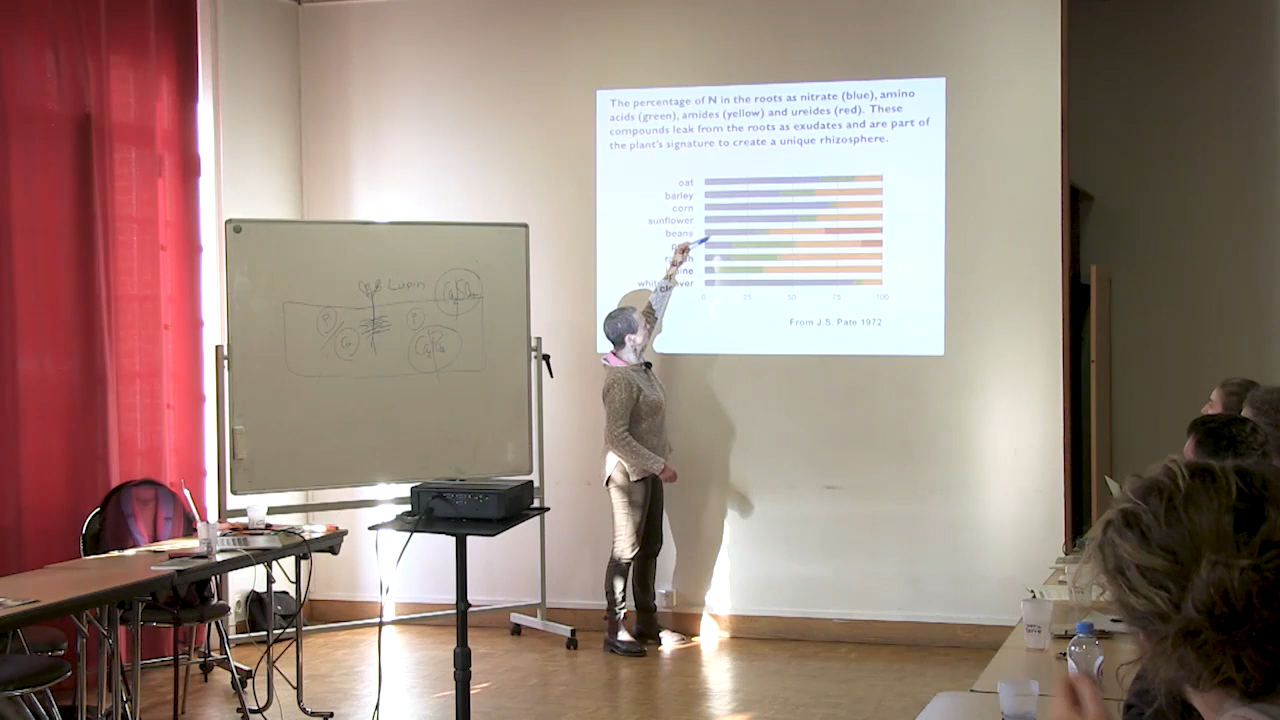 The percentage of N in the roots as nitrate (blue), amino
acids (green), amides (yellow) and ureides (red). These
compounds leak from the roots as exudates and are part of
the plant's signature to create a unique rhizosphere.
oat
barley
corn
sunflower
beans
0 25 50 75 100
From J.S. Pate 1972
Lupin
P
P